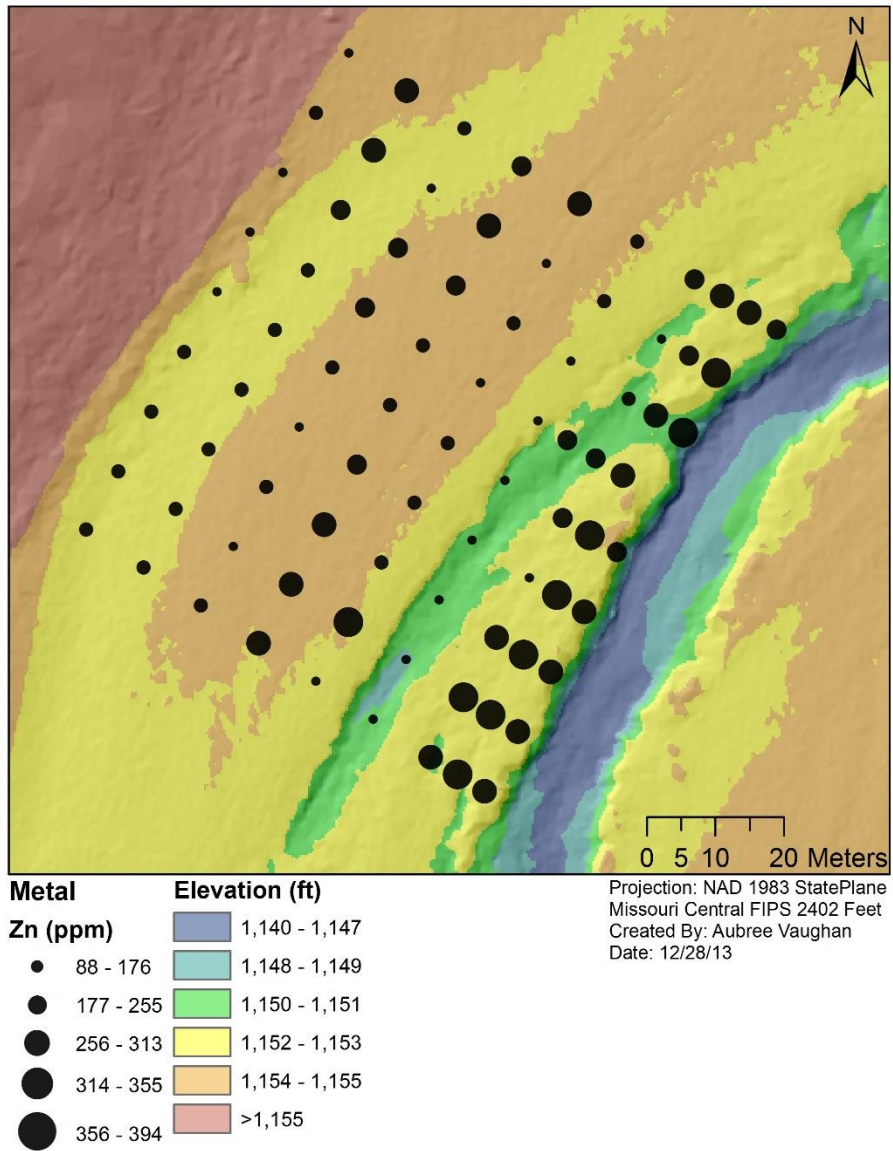 N
0 5 10 20 Meters
Metal
Zn (ppm)
88 - 176
177 - 255
256 - 313
314 - 355
356 - 394
Elevation (ft)
1,140 - 1,147
1,148 - 1,149
1,150 - 1,151
1,152 - 1,153
1,154 - 1,155
>1,155
Projection: NAD 1983 StatePlane
Missouri Central FIPS 2402 Feet
Created By: Aubree Vaughan
Date: 12/28/13